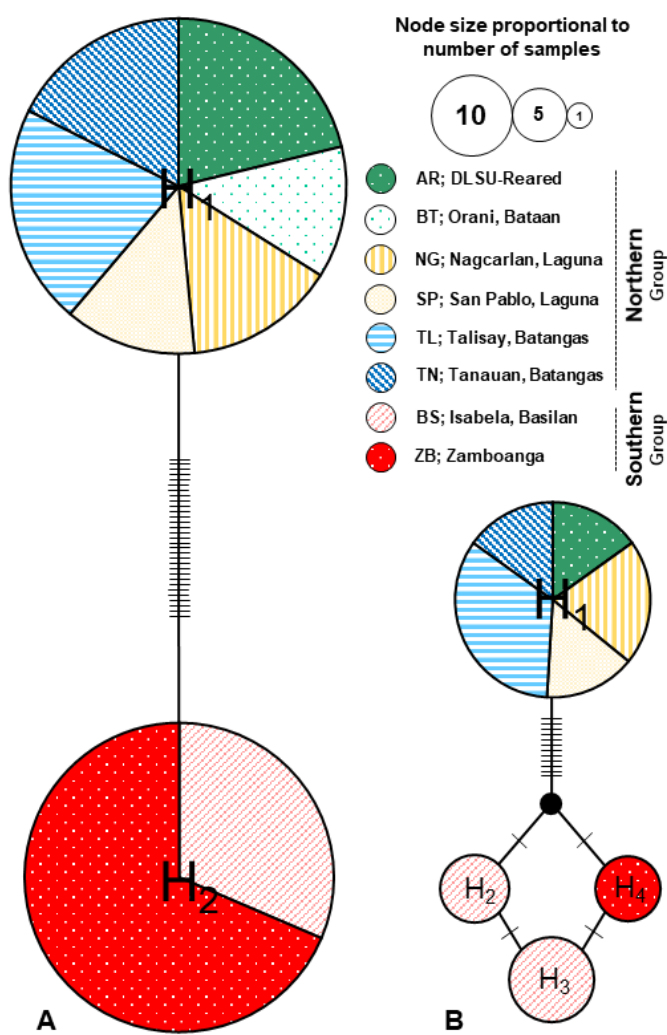 Node size proportional to
number of samples
10
5
1
AR; DLSU-Reared
BT; Orani, Bataan
NG; Nagcarlan, Laguna
SP; San Pablo, Laguna
TL; Talisay, Batangas
TN; Tanauan, Batangas
Northern
Group
BS; Isabela, Basilan
ZB; Zamboanga
Southern
Group
H1
H2
A
H1
H2
H4
H3
B